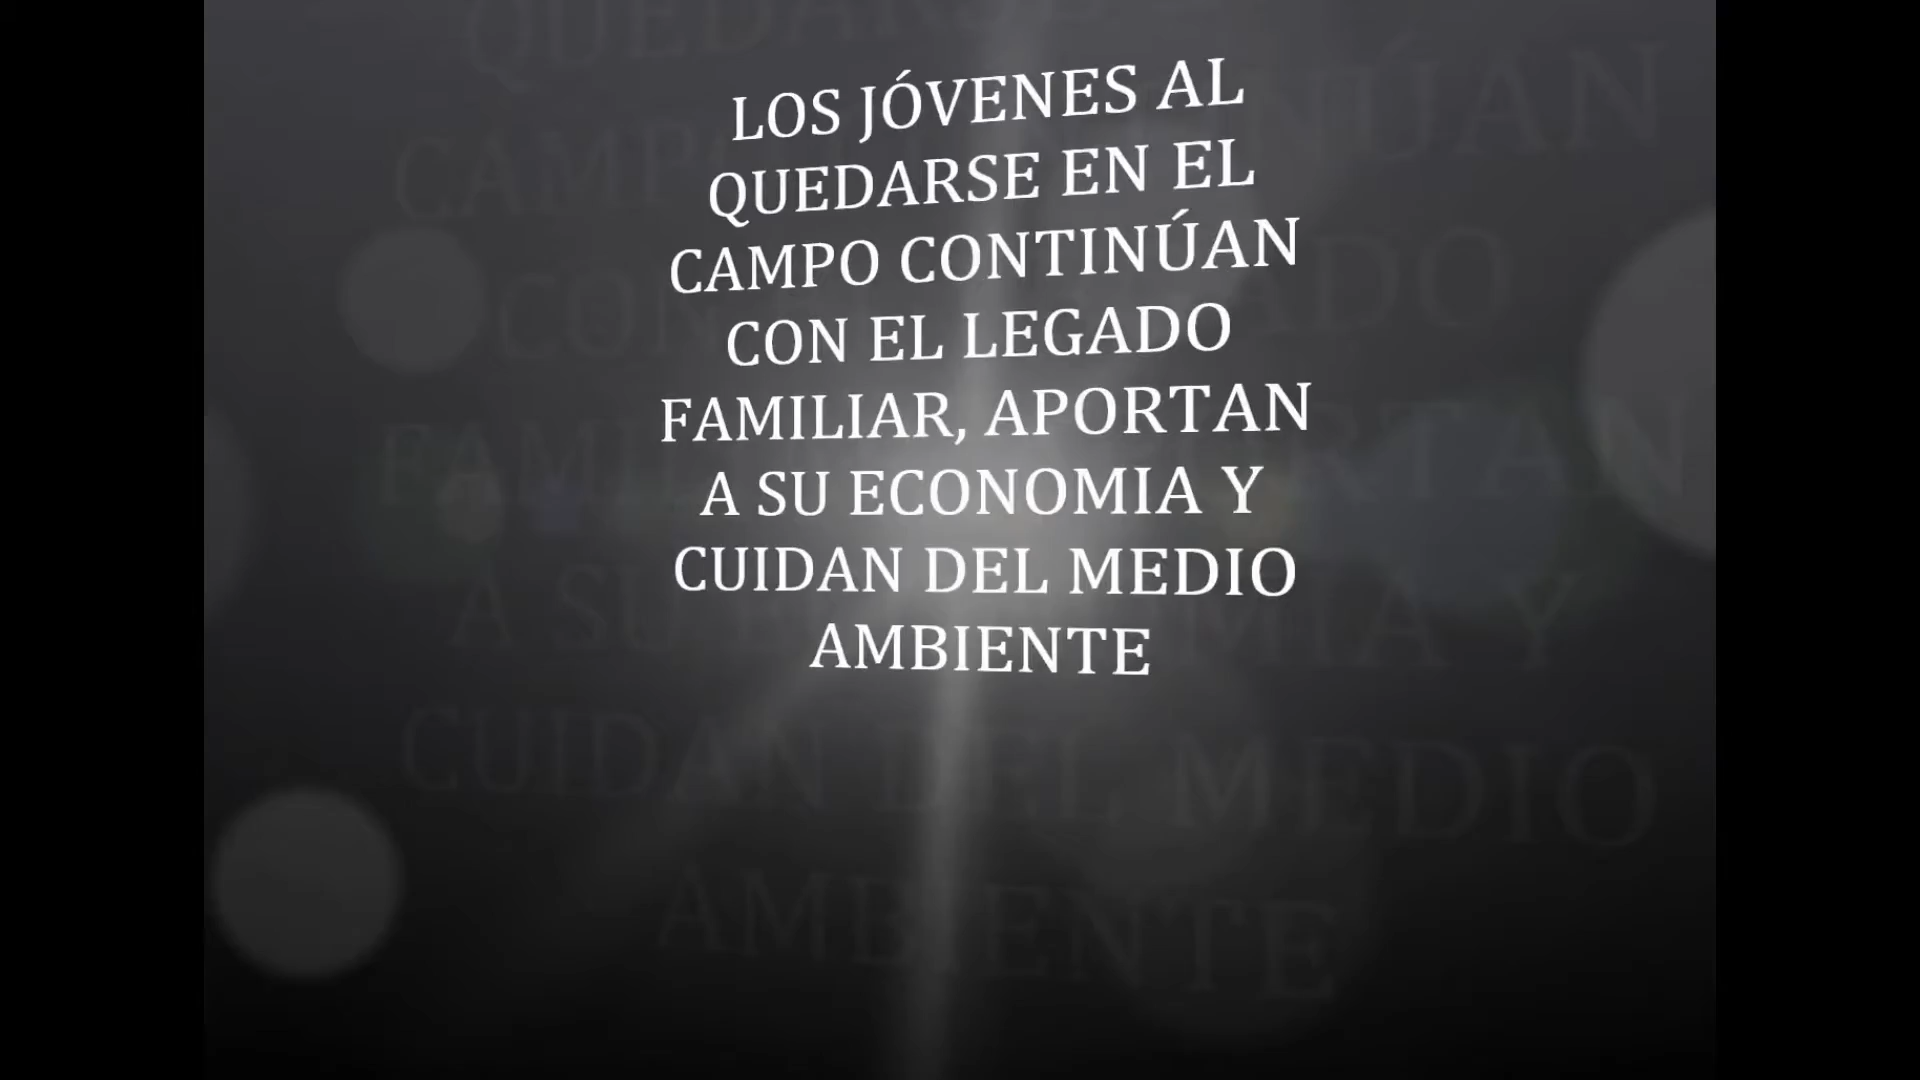 LOS JÓVENES AL
QUEDARSE EN EL
CAMPO CONTINÚAN
CON EL LEGADO
FAMILIAR, APORTAN
A SU ECONOMIA Y
CUIDAN DEL MEDIO
AMBIENTE